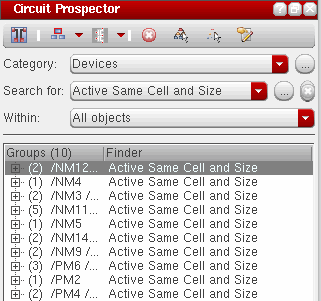 Circuit Prospector
Category: Devices
Search for: Active Same Cell and Size
Within: All objects
Groups (10) Finder
(2) /NM12... Active Same Cell and Size
(1) /NM4 Active Same Cell and Size
(2) /NM3 /... Active Same Cell and Size
(5) /NM11... Active Same Cell and Size
(1) /NM5 Active Same Cell and Size
(2) /NM14... Active Same Cell and Size
(2) /NM9 /... Active Same Cell and Size
(3) /PM6 /... Active Same Cell and Size
(1) /PM2 Active Same Cell and Size
(2) /PM4 /... Active Same Cell and Size